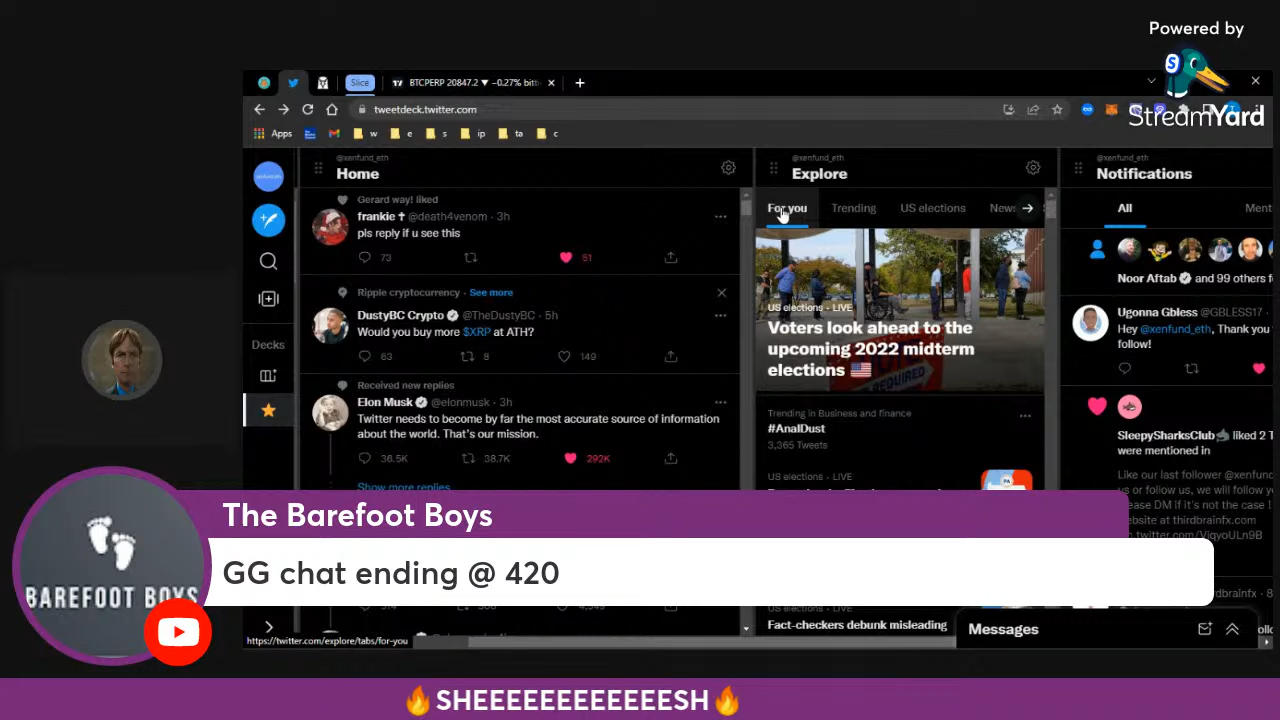 Powered by
StreamYard
Slice
BTCPERP 20847.2 ▼ −0.27% bitt
tweetdeck.twitter.com
Apps
w
e
s
ip
ta
c
@xenfund_eth
Home
Gerard way! liked
frankie ✝ @death4venom · 3h
pls reply if u see this
73
51
Ripple cryptocurrency · See more
DustyBC Crypto @TheDustyBC · 5h
Would you buy more $XRP at ATH?
63
8
149
Received new replies
Elon Musk @elonmusk · 3h
Twitter needs to become by far the most accurate source of information
about the world. That's our mission.
36.5K
38.7K
292K
Show more replies
Decks
@xenfund_eth
Explore
For you
Trending
US elections
News
US elections · LIVE
Voters look ahead to the
upcoming 2022 midterm
elections 🇺🇸
REQUIRED
Trending in Business and finance
#AnalDust
3,365 Tweets
US elections · LIVE
PA
US elections · LIVE
Fact-checkers debunk misleading
@xenfund_eth
Notifications
All
Ment
Noor Aftab and 99 others f
Ugonna Gbless @GBLESS17 ·
Hey @xenfund_eth, Thank you
follow!
SleepySharksClub🦈 liked 2 T
were mentioned in
Like our last follower @xenfund
us or follow us, we will follow y
Please DM if it's not the case !
website at thirdbrainfx.com
twitter.com/VjqyoULn9B
Messages
https://twitter.com/explore/tabs/for-you
BAREFOOT BOYS
The Barefoot Boys
GG chat ending @ 420
🔥SHEEEEEEEEEEEESH🔥